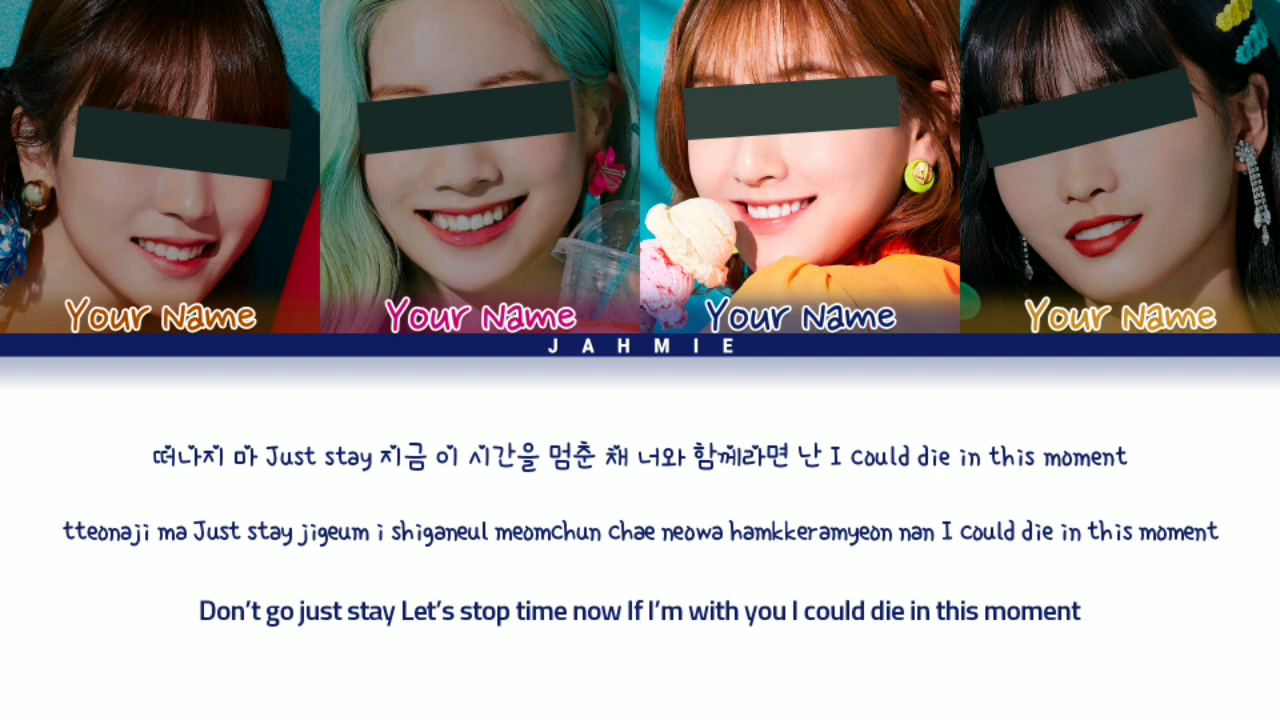 Your Name Your Name Your Name Your Name
JAHMIE
떠나지 마 Just stay 지금 이 시간을 멈춘 채 너와 함께라면 난 I could die in this moment
tteonaji ma Just stay jigeum i shiganeul meomchun chae neowa hamkkeramyeon nan I could die in this moment
Don’t go just stay Let’s stop time now If I’m with you I could die in this moment